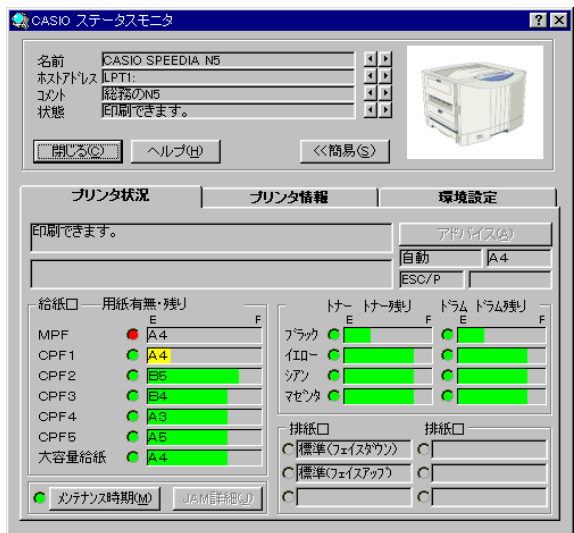 CASIO ステータスモニタ
名前 CASIO SPEEDIA N5
ホストアドレス LPT1:
コメント 総務のN5
状態 印刷できます。
閉じる(C) ヘルプ(H) <<簡易(S)
プリンタ状況 プリンタ情報 環境設定
印刷できます。 アドバイス(A)
自動 A4
ESC/P
給紙口 用紙有無・残り
E F
MPF A4
CPF1 A4
CPF2 B5
CPF3 B4
CPF4 A3
CPF5 A5
大容量給紙 A4
トナー トナー残り ドラム ドラム残り
E F E F
ブラック
イエロー
シアン
マゼンタ
排紙口 排紙口
標準(フェイスダウン)
標準(フェイスアップ)
メンテナンス時期(M) JAM詳細(J)